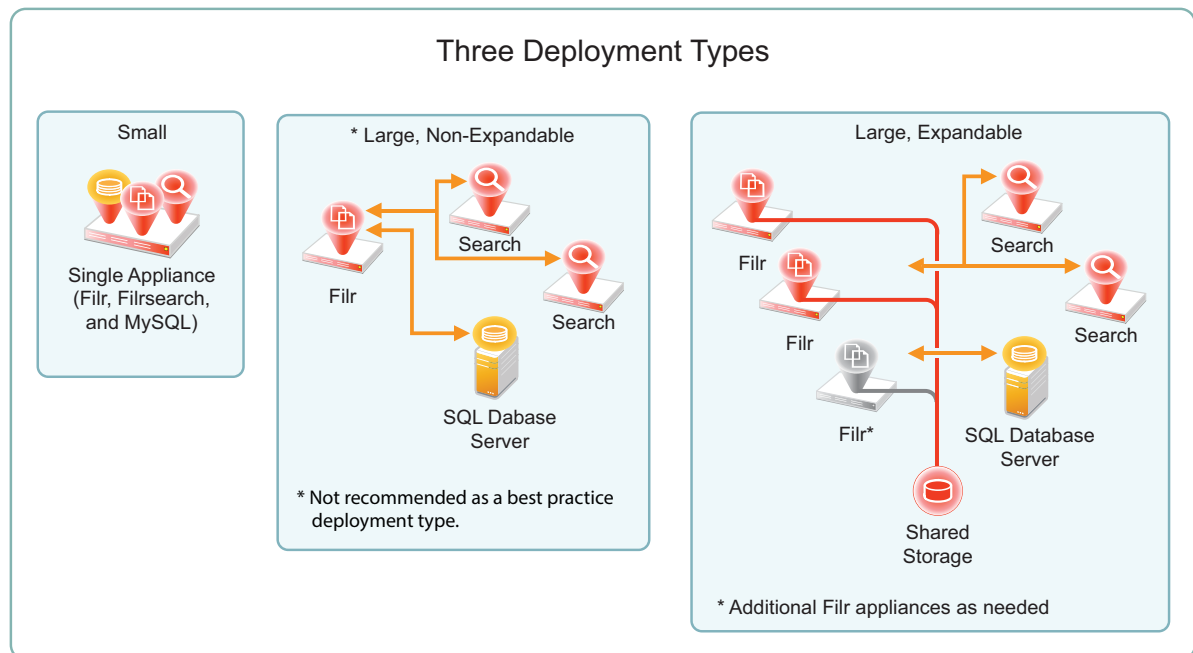 Three Deployment Types
Small
Single Appliance
(Filr, Filrsearch,
and MySQL)
* Large, Non-Expandable
Search
Filr
Search
SQL Dabase
Server
* Not recommended as a best practice
deployment type.
Large, Expandable
Filr
Search
Filr
Search
Filr*
SQL Database
Server
Shared
Storage
* Additional Filr appliances as needed